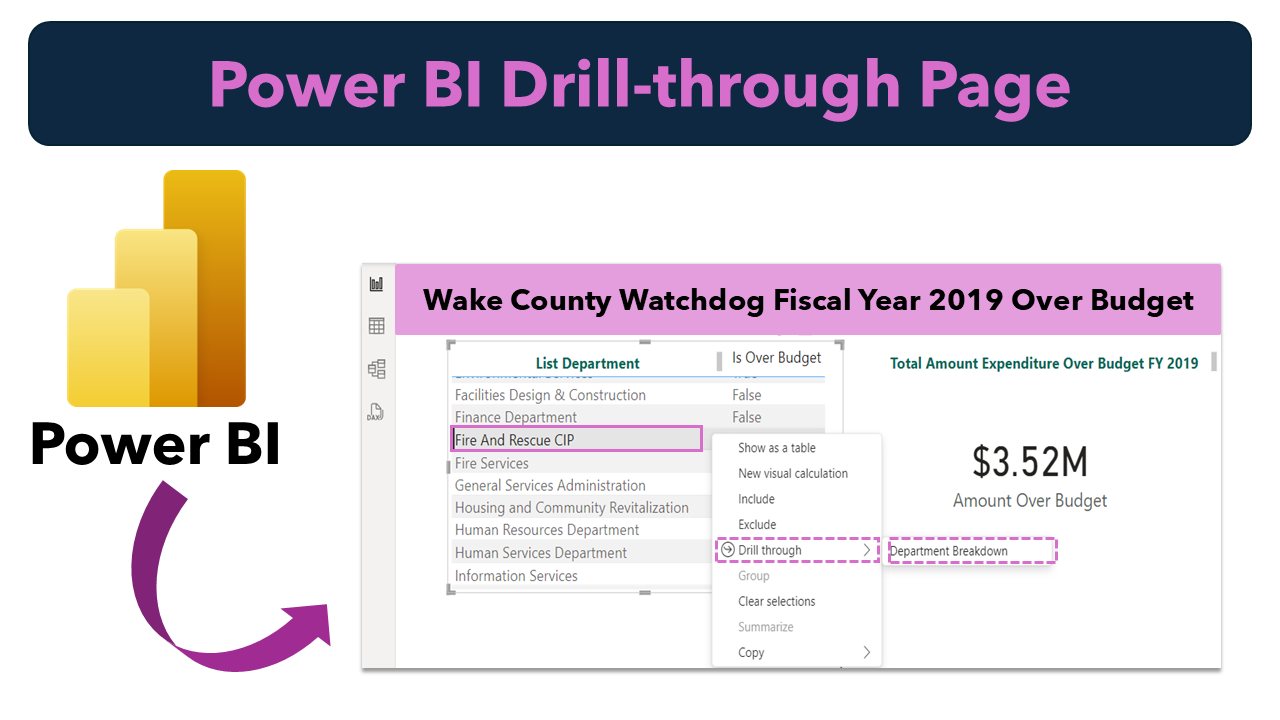 Power BI Drill-through Page
Power BI
Wake County Watchdog Fiscal Year 2019 Over Budget
List Department
Is Over Budget
Environmental Services
True
Facilities Design & Construction
False
Finance Department
False
Fire And Rescue CIP
Fire Services
General Services Administration
Housing and Community Revitalization
Human Resources Department
Human Services Department
Information Services
Show as a table
New visual calculation
Include
Exclude
Drill through
Group
Clear selections
Summarize
Copy
Department Breakdown
Total Amount Expenditure Over Budget FY 2019
$3.52M
Amount Over Budget
DAX